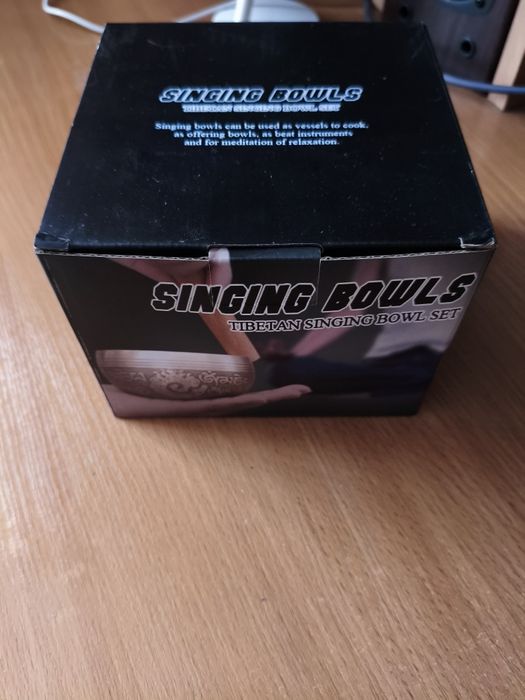 SINGING BOWLS
TIBETAN SINGING BOWL SET
Singing bowls can be used as vessels to cook,
as offering bowls, as beat instruments
and for meditation of relaxation.
SINGING BOWLS
TIBETAN SINGING BOWL SET